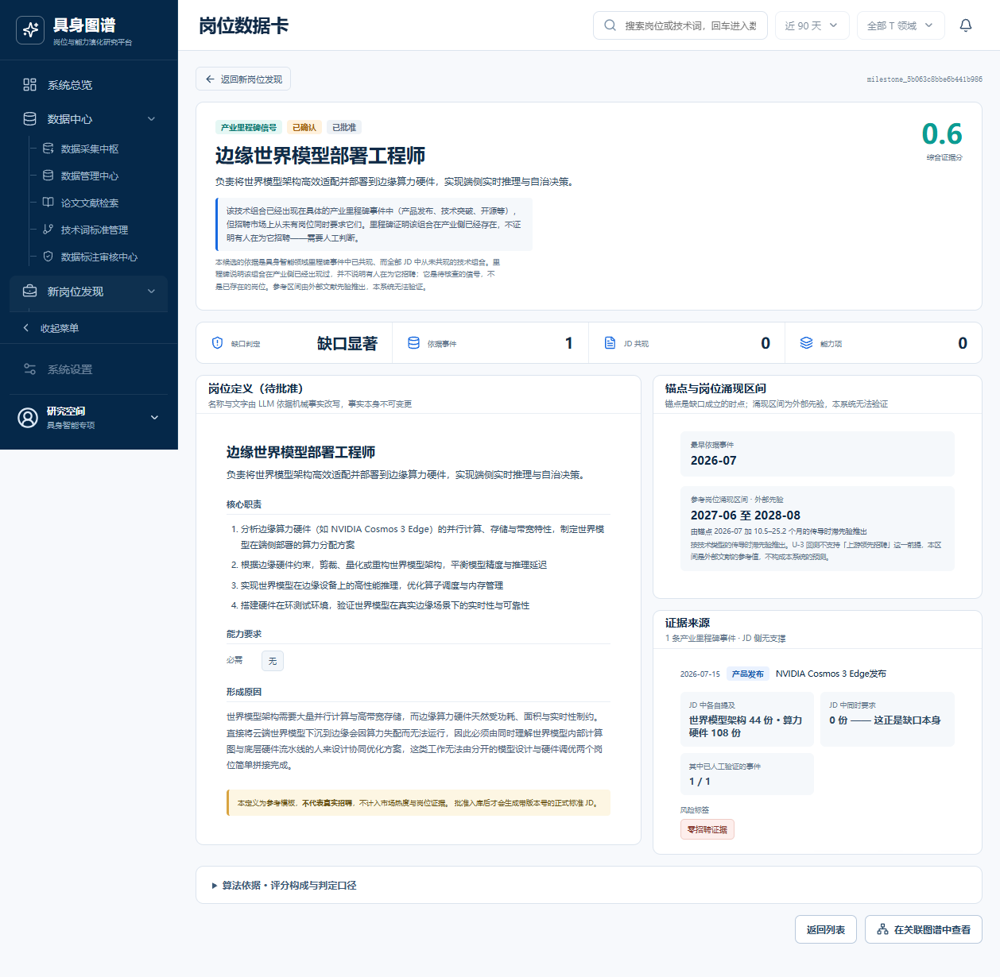 具身图谱
岗位与能力演化研究平台
系统总览
数据中心
数据采集中枢
数据管理中心
论文文献检索
技术词标准管理
数据标注审核中心
新岗位发现
收起菜单
系统设置
研究空间
具身智能专项
岗位数据卡
搜索岗位或技术词，回车进入数
近 90 天
全部 T 领域
返回新岗位发现
milestone_5b063c8bbe6b441b986
产业里程碑信号 已确认 已批准
边缘世界模型部署工程师
负责将世界模型架构高效适配并部署到边缘算力硬件，实现端侧实时推理与自治决策。
0.6
综合证据分
该技术组合已经出现在具体的产业里程碑事件中（产品发布、技术突破、开源等），
但招聘市场上从未有岗位同时要求它们。里程碑证明该组合在产业侧已经存在，不证
明有人在为它招聘——需要人工判断。
本候选的依据是具身智能领域里程碑事件中已共现、而全部 JD 中从未共现的技术组合。里
程碑说明该组合在产业侧已经出现过，并不说明有人在为它招聘；它是待核查的信号，不
是已存在的岗位。参考区间由外部文献先验推出，本系统无法验证。
缺口判定 缺口显著
依据事件 1
JD 共现 0
能力项 0
岗位定义（待批准）
名称与文字由 LLM 依据机械事实改写，事实本身不可变更
边缘世界模型部署工程师
负责将世界模型架构高效适配并部署到边缘算力硬件，实现端侧实时推理与自治决策。
核心职责
1. 分析边缘算力硬件（如 NVIDIA Cosmos 3 Edge）的并行计算、存储与带宽特性，制定世界模
型在端侧部署的算力分配方案
2. 根据边缘硬件约束，剪裁、量化或重构世界模型架构，平衡模型精度与推理延迟
3. 实现世界模型在边缘设备上的高性能推理，优化算子调度与内存管理
4. 搭建硬件在环测试环境，验证世界模型在真实边缘场景下的实时性与可靠性
能力要求
必需 无
形成原因
世界模型架构需要大量并行计算与高带宽存储，而边缘算力硬件天然受功耗、面积与实时性制约。
直接将云端世界模型下沉到边缘会因算力失配而无法运行，因此必须由同时理解世界模型内部计算
图与底层硬件流水线的人来设计协同优化方案，这类工作无法由分开的模型设计与硬件调优两个岗
位简单拼接完成。
本定义为参考模板，不代表真实招聘，不计入市场热度与岗位证据。 批准入库后才会生成带版本号的正式标准 JD。
锚点与岗位涌现区间
锚点是缺口成立的时点；涌现区间为外部先验，本系统无法验证
最早依据事件
2026-07
参考岗位涌现区间 · 外部先验
2027-06 至 2028-08
由锚点 2026-07 加 10.5–25.2 个月的传导时滞先验推出
按技术类型的传导时滞先验推出。U-3 回测不支持「上游领先招聘」这一前提，本区
间是外部文献的参考值，不构成本系统的预测。
证据来源
1 条产业里程碑事件 · JD 侧无支撑
2026-07-15 产品发布 NVIDIA Cosmos 3 Edge发布
JD 中各自提及
世界模型架构 44 份・算力
硬件 108 份
JD 中同时要求
0 份 —— 这正是缺口本身
其中已人工验证的事件
1 / 1
风险标签
零招聘证据
算法依据・评分构成与判定口径
返回列表
在关联图谱中查看